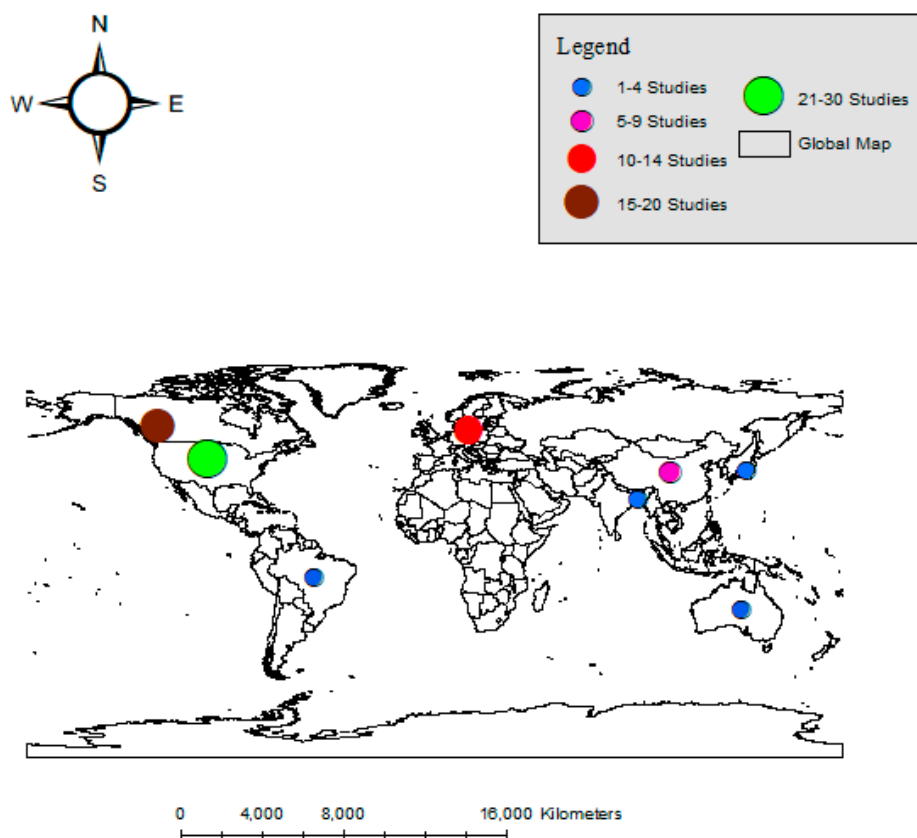 N
W E
S
Legend
1-4 Studies
5-9 Studies
10-14 Studies
15-20 Studies
21-30 Studies
Global Map
0 4,000 8,000 16,000 Kilometers